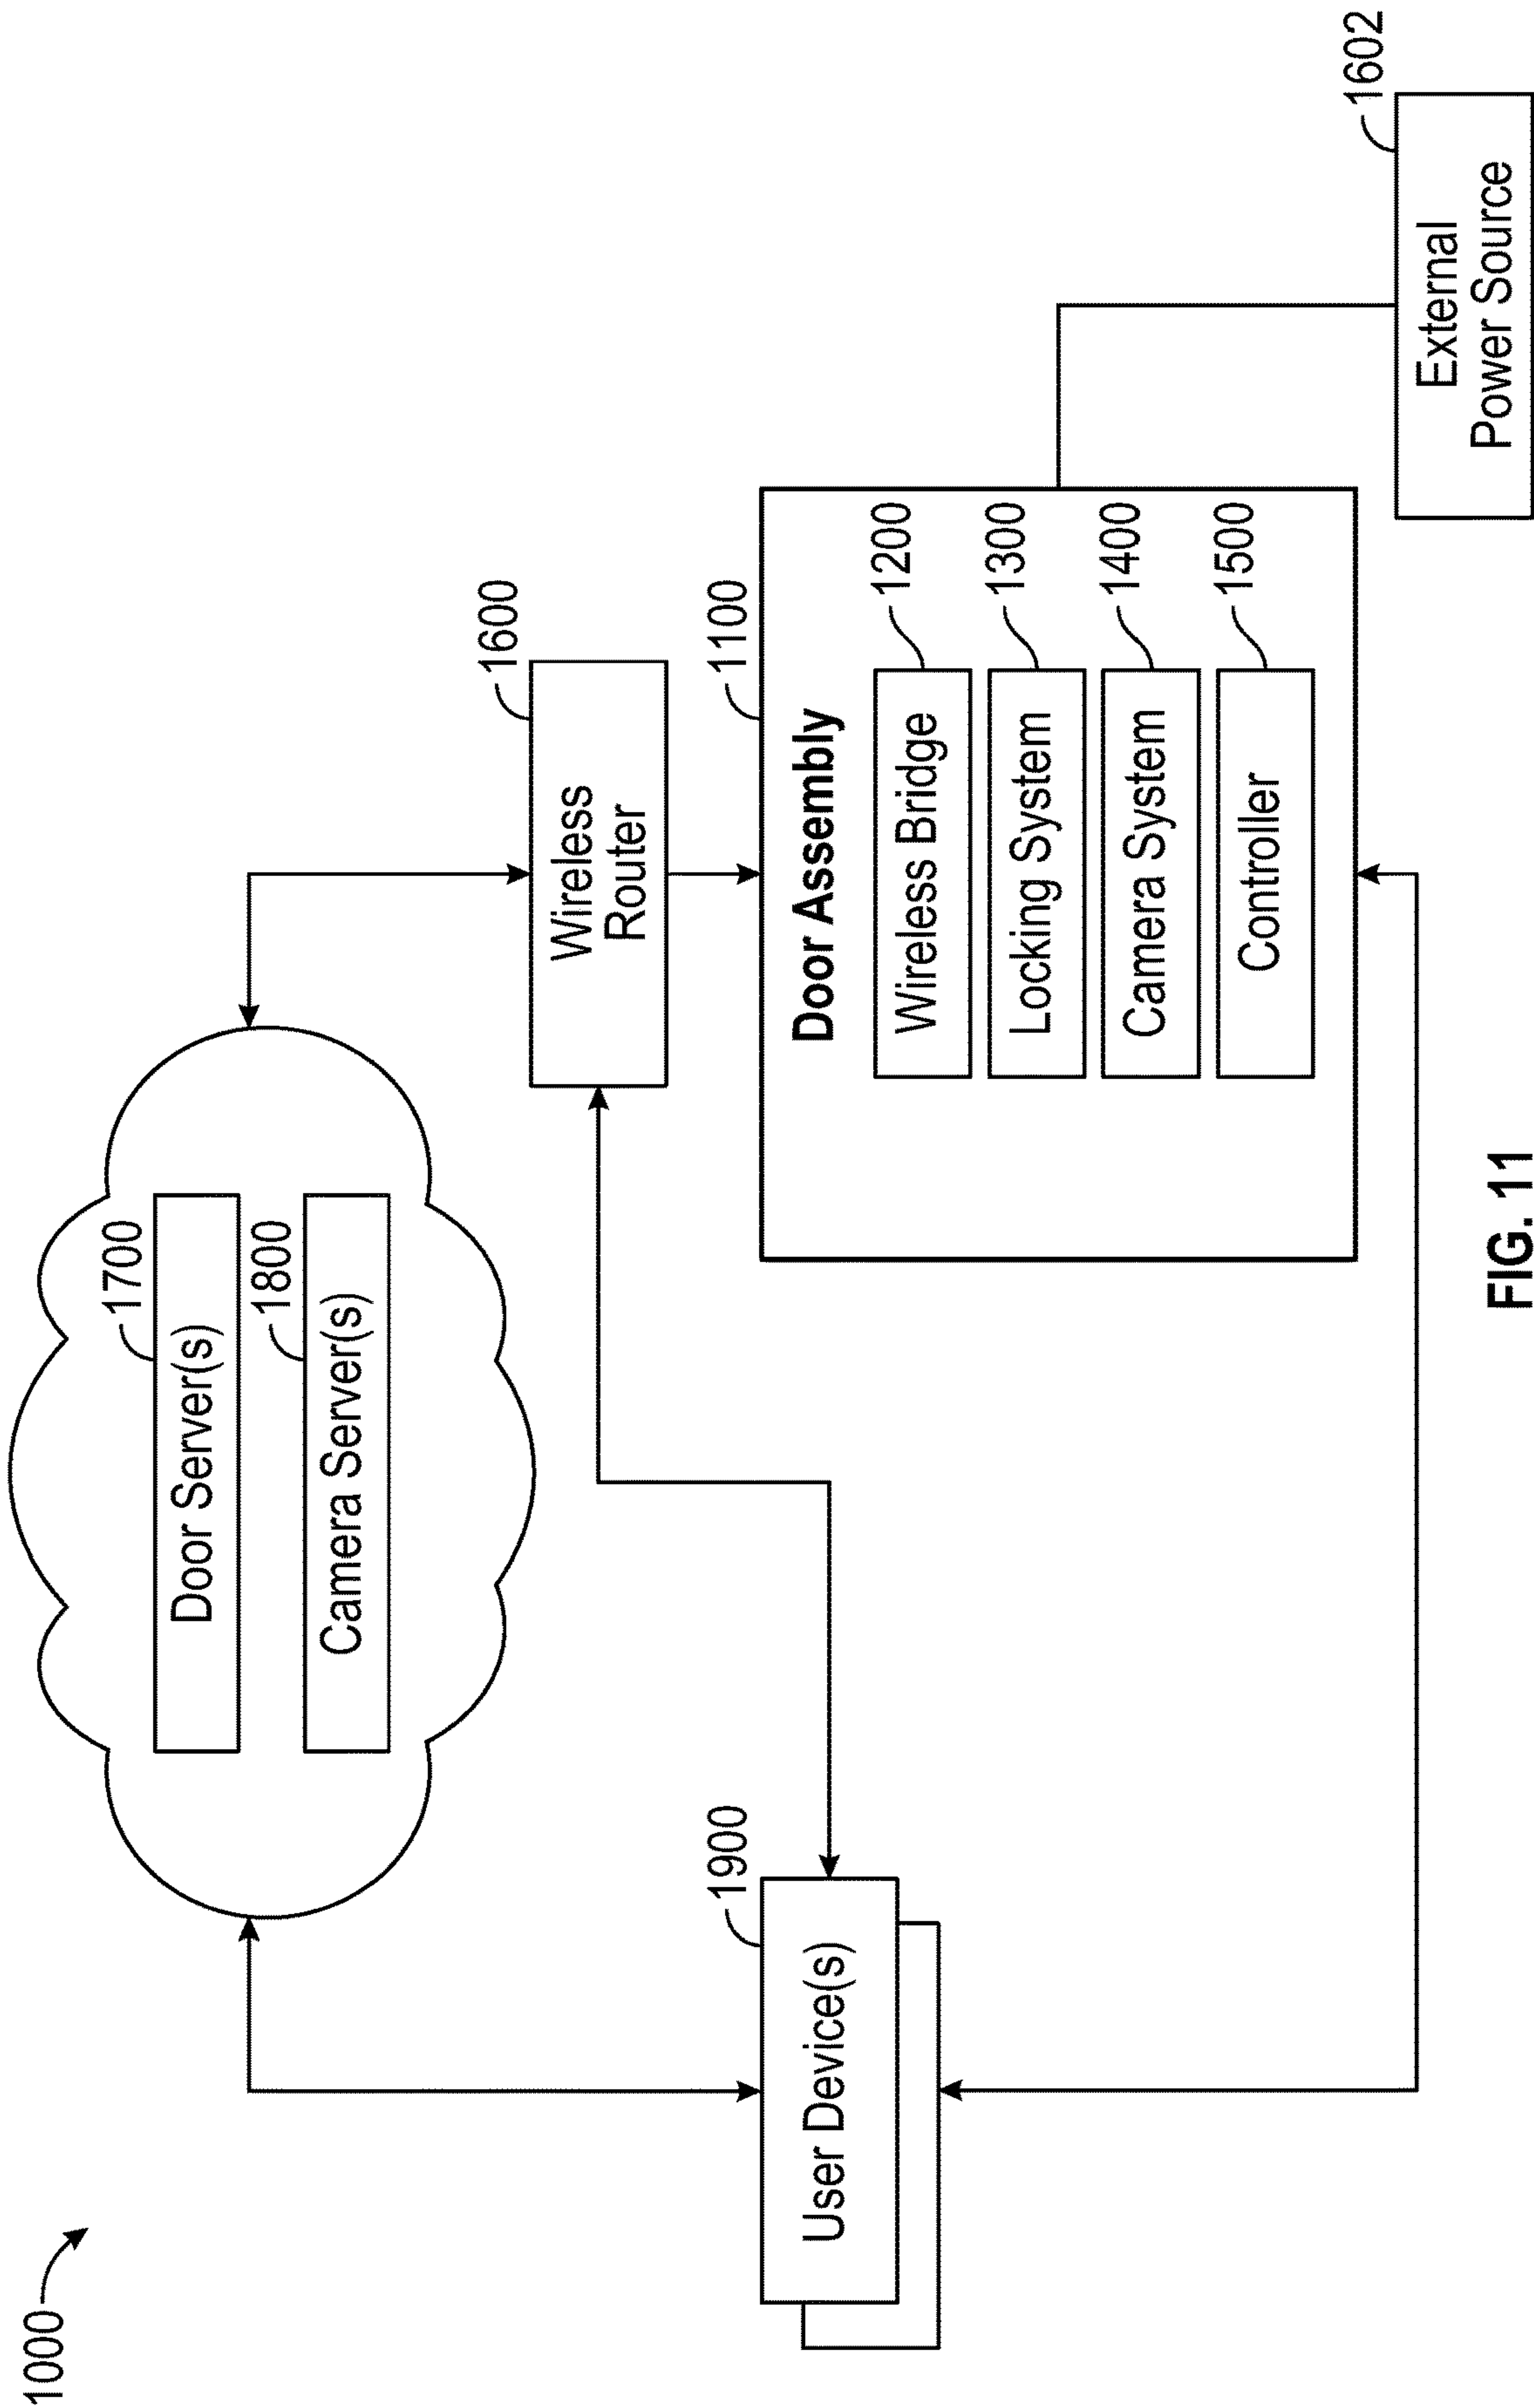 1000
1700
Door Server(s)
1800
Camera Server(s)
1600
Wireless
Router
1900
User Device(s)
1100
Door Assembly
Wireless Bridge
1200
Locking System
1300
Camera System
1400
Controller
1500
1602
External
Power Source
FIG. 11